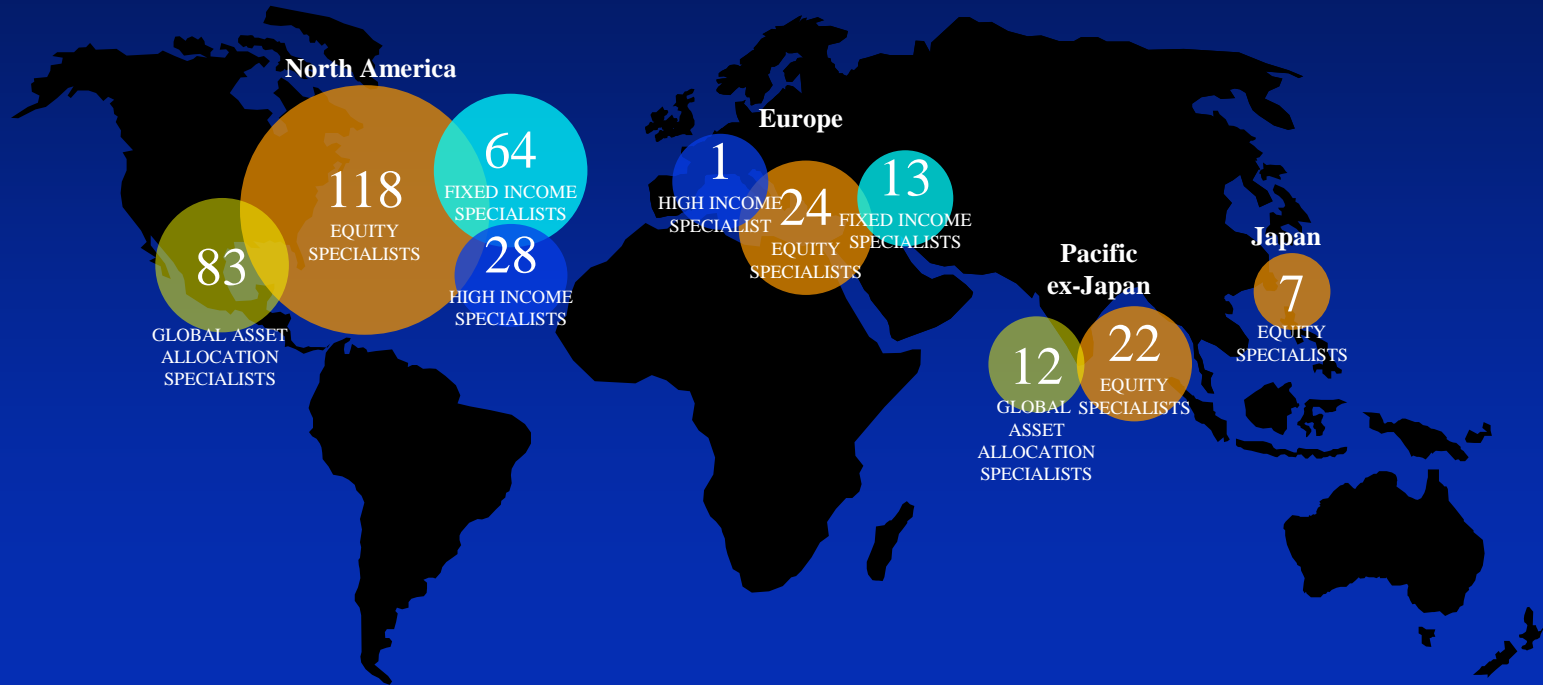 North America
118
EQUITY
SPECIALISTS
64
FIXED INCOME
SPECIALISTS
28
HIGH INCOME
SPECIALISTS
83
GLOBAL ASSET
ALLOCATION
SPECIALISTS
Europe
1
HIGH INCOME
SPECIALIST
24
EQUITY
SPECIALISTS
13
FIXED INCOME
SPECIALISTS
Pacific
ex-Japan
12
GLOBAL
ASSET
ALLOCATION
SPECIALISTS
22
EQUITY
SPECIALISTS
Japan
7
EQUITY
SPECIALISTS